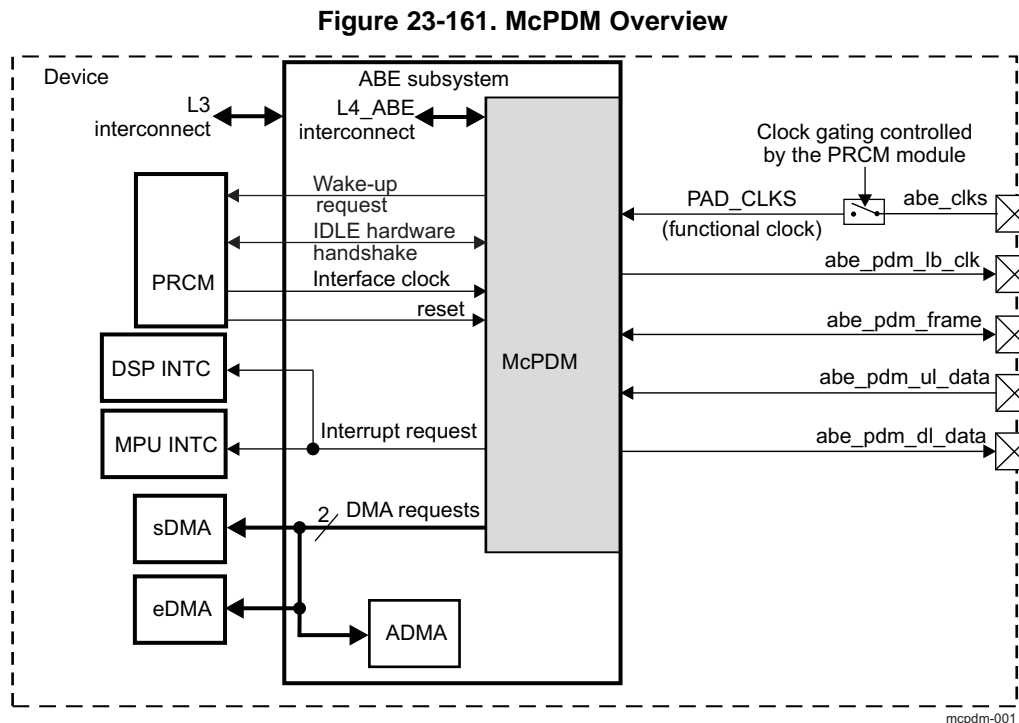 Figure 23-161. McPDM Overview
Device
ABE subsystem
L3
interconnect
L4_ABE
interconnect
Clock gating controlled
by the PRCM module
Wake-up
request
PAD_CLKS
abe_clks
(functional clock)
IDLE hardware
handshake
abe_pdm_lb_clk
PRCM
Interface clock
reset
abe_pdm_frame
McPDM
DSP INTC
abe_pdm_ul_data
MPU INTC
Interrupt request
abe_pdm_dl_data
sDMA
2
DMA requests
eDMA
ADMA
mcpdm-001